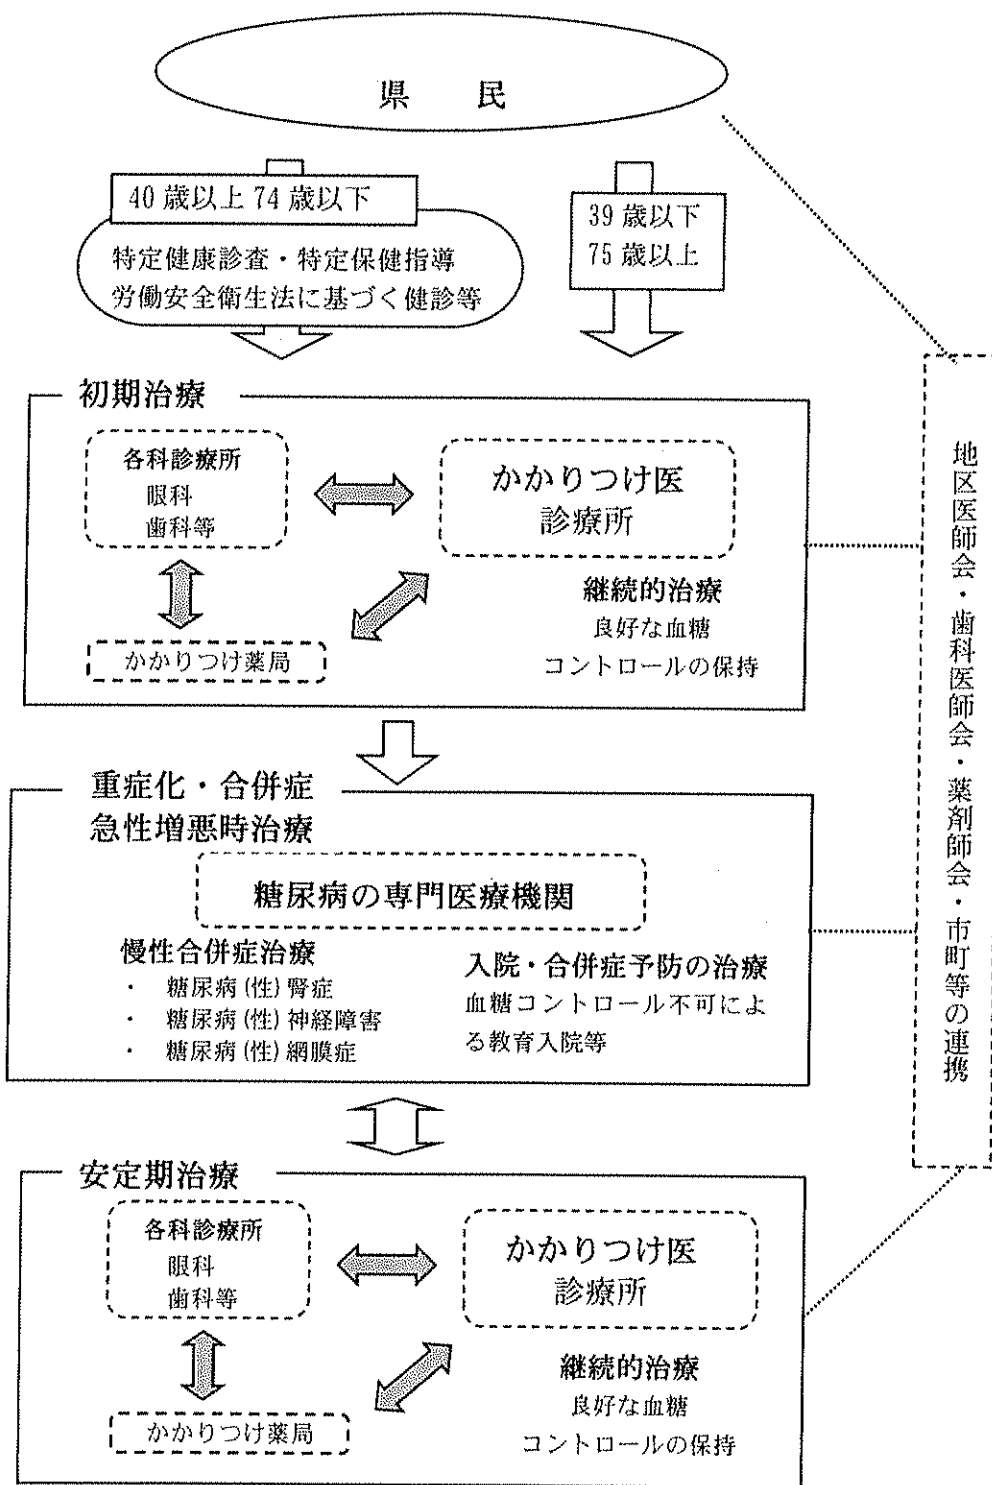 県　民
40歳以上74歳以下
特定健康診査・特定保健指導
労働安全衛生法に基づく健診等
39歳以下
75歳以上
初期治療
各科診療所
眼科
歯科等
かかりつけ医
診療所
かかりつけ薬局
継続的治療
良好な血糖
コントロールの保持
重症化・合併症
急性増悪時治療
糖尿病の専門医療機関
慢性合併症治療
・ 糖尿病(性)腎症
・ 糖尿病(性)神経障害
・ 糖尿病(性)網膜症
入院・合併症予防の治療
血糖コントロール不可によ
る教育入院等
安定期治療
各科診療所
眼科
歯科等
かかりつけ医
診療所
かかりつけ薬局
継続的治療
良好な血糖
コントロールの保持
地区医師会・歯科医師会・薬剤師会・市町等の連携